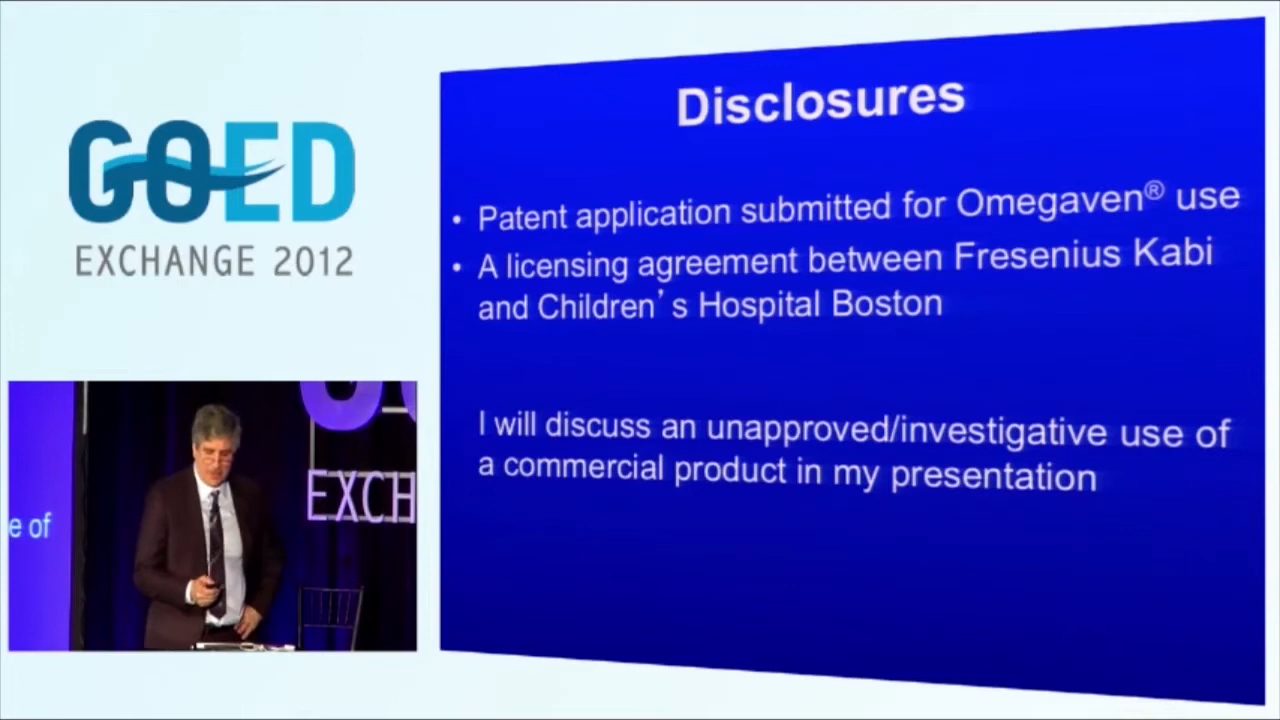 GOED
EXCHANGE 2012
Disclosures
• Patent application submitted for Omegaven® use
• A licensing agreement between Fresenius Kabi
and Children's Hospital Boston
I will discuss an unapproved/investigative use of
a commercial product in my presentation
e of
EXCH